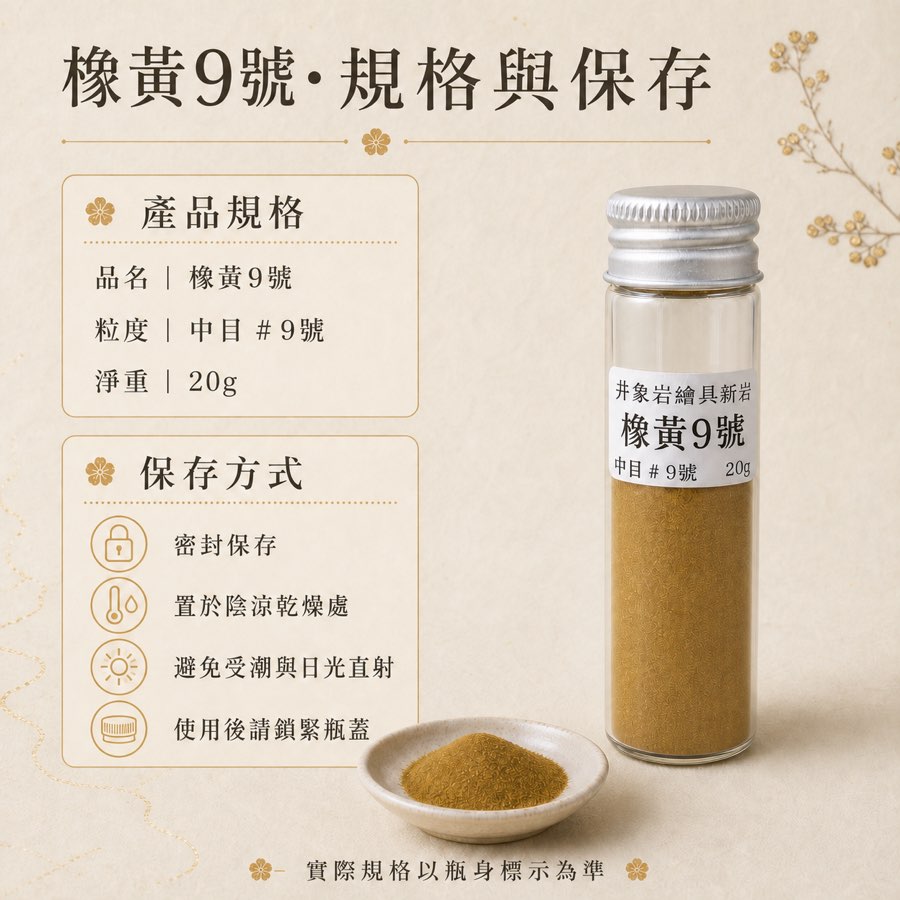 橡黃9號·規格與保存
產品規格
品名｜橡黃9號
粒度｜中目 #9號
淨重｜20g
保存方式
密封保存
置於陰涼乾燥處
避免受潮與日光直射
使用後請鎖緊瓶蓋
井象岩繪具新岩
橡黃9號
中目 # 9號 20g
實際規格以瓶身標示為準